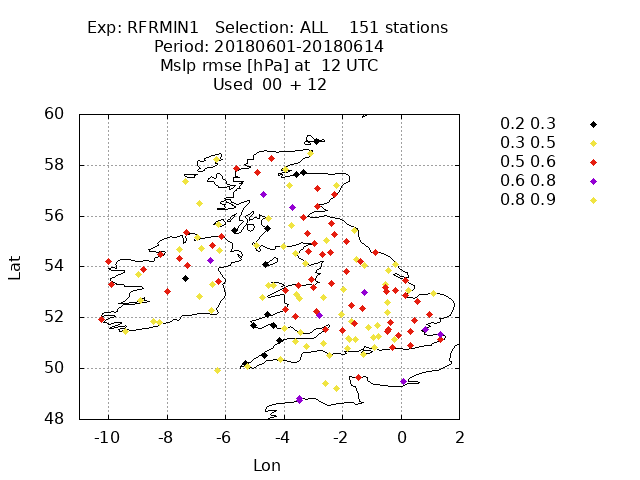 Exp: RFRMIN1 Selection: ALL 151 stations
Period: 20180601-20180614
Mslp rmse [hPa] at 12 UTC
Used 00 + 12
60
58
56
54
52
50
48
Lat
-10 -8 -6 -4 -2 0 2
Lon
0.2 0.3
0.3 0.5
0.5 0.6
0.6 0.8
0.8 0.9